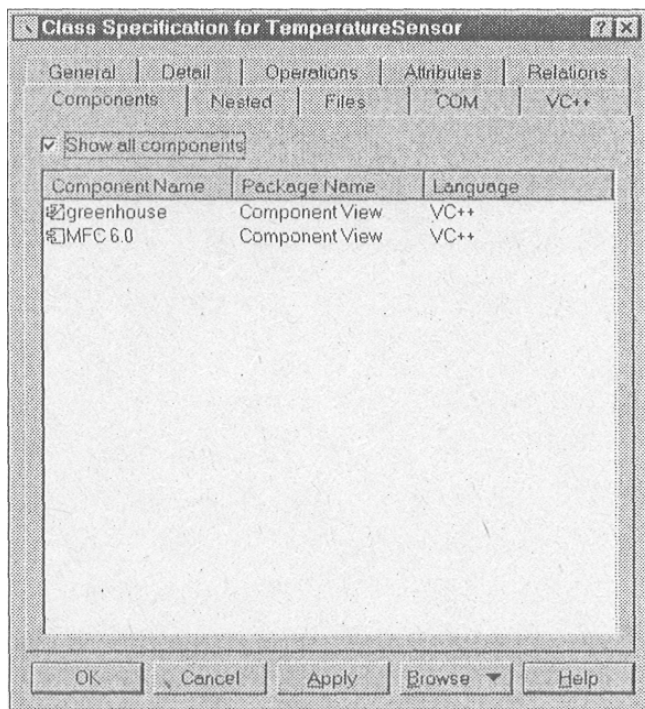 Class Specification for TemperatureSensor
General Detail Operations Attributes Relations
Components Nested Files COM VC++
Show all components
Component Name Package Name Language
greenhouse Component View VC++
MFC 6.0 Component View VC++
OK Cancel Apply Browse Help